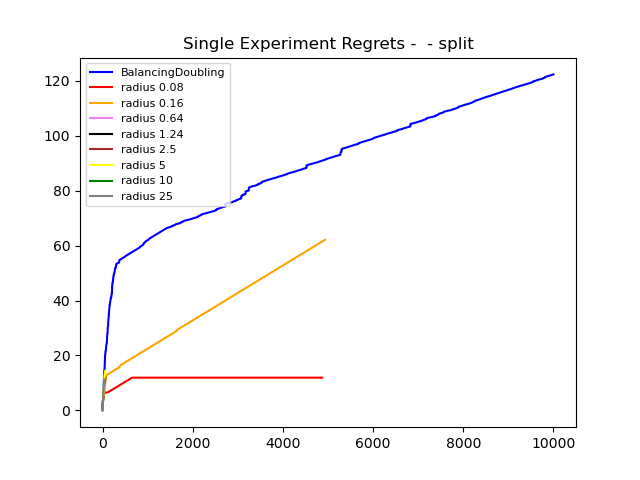 Single Experiment Regrets -  - split
BalancingDoubling
radius 0.08
radius 0.16
radius 0.64
radius 1.24
radius 2.5
radius 5
radius 10
radius 25
120
100
80
60
40
20
0
0 2000 4000 6000 8000 10000